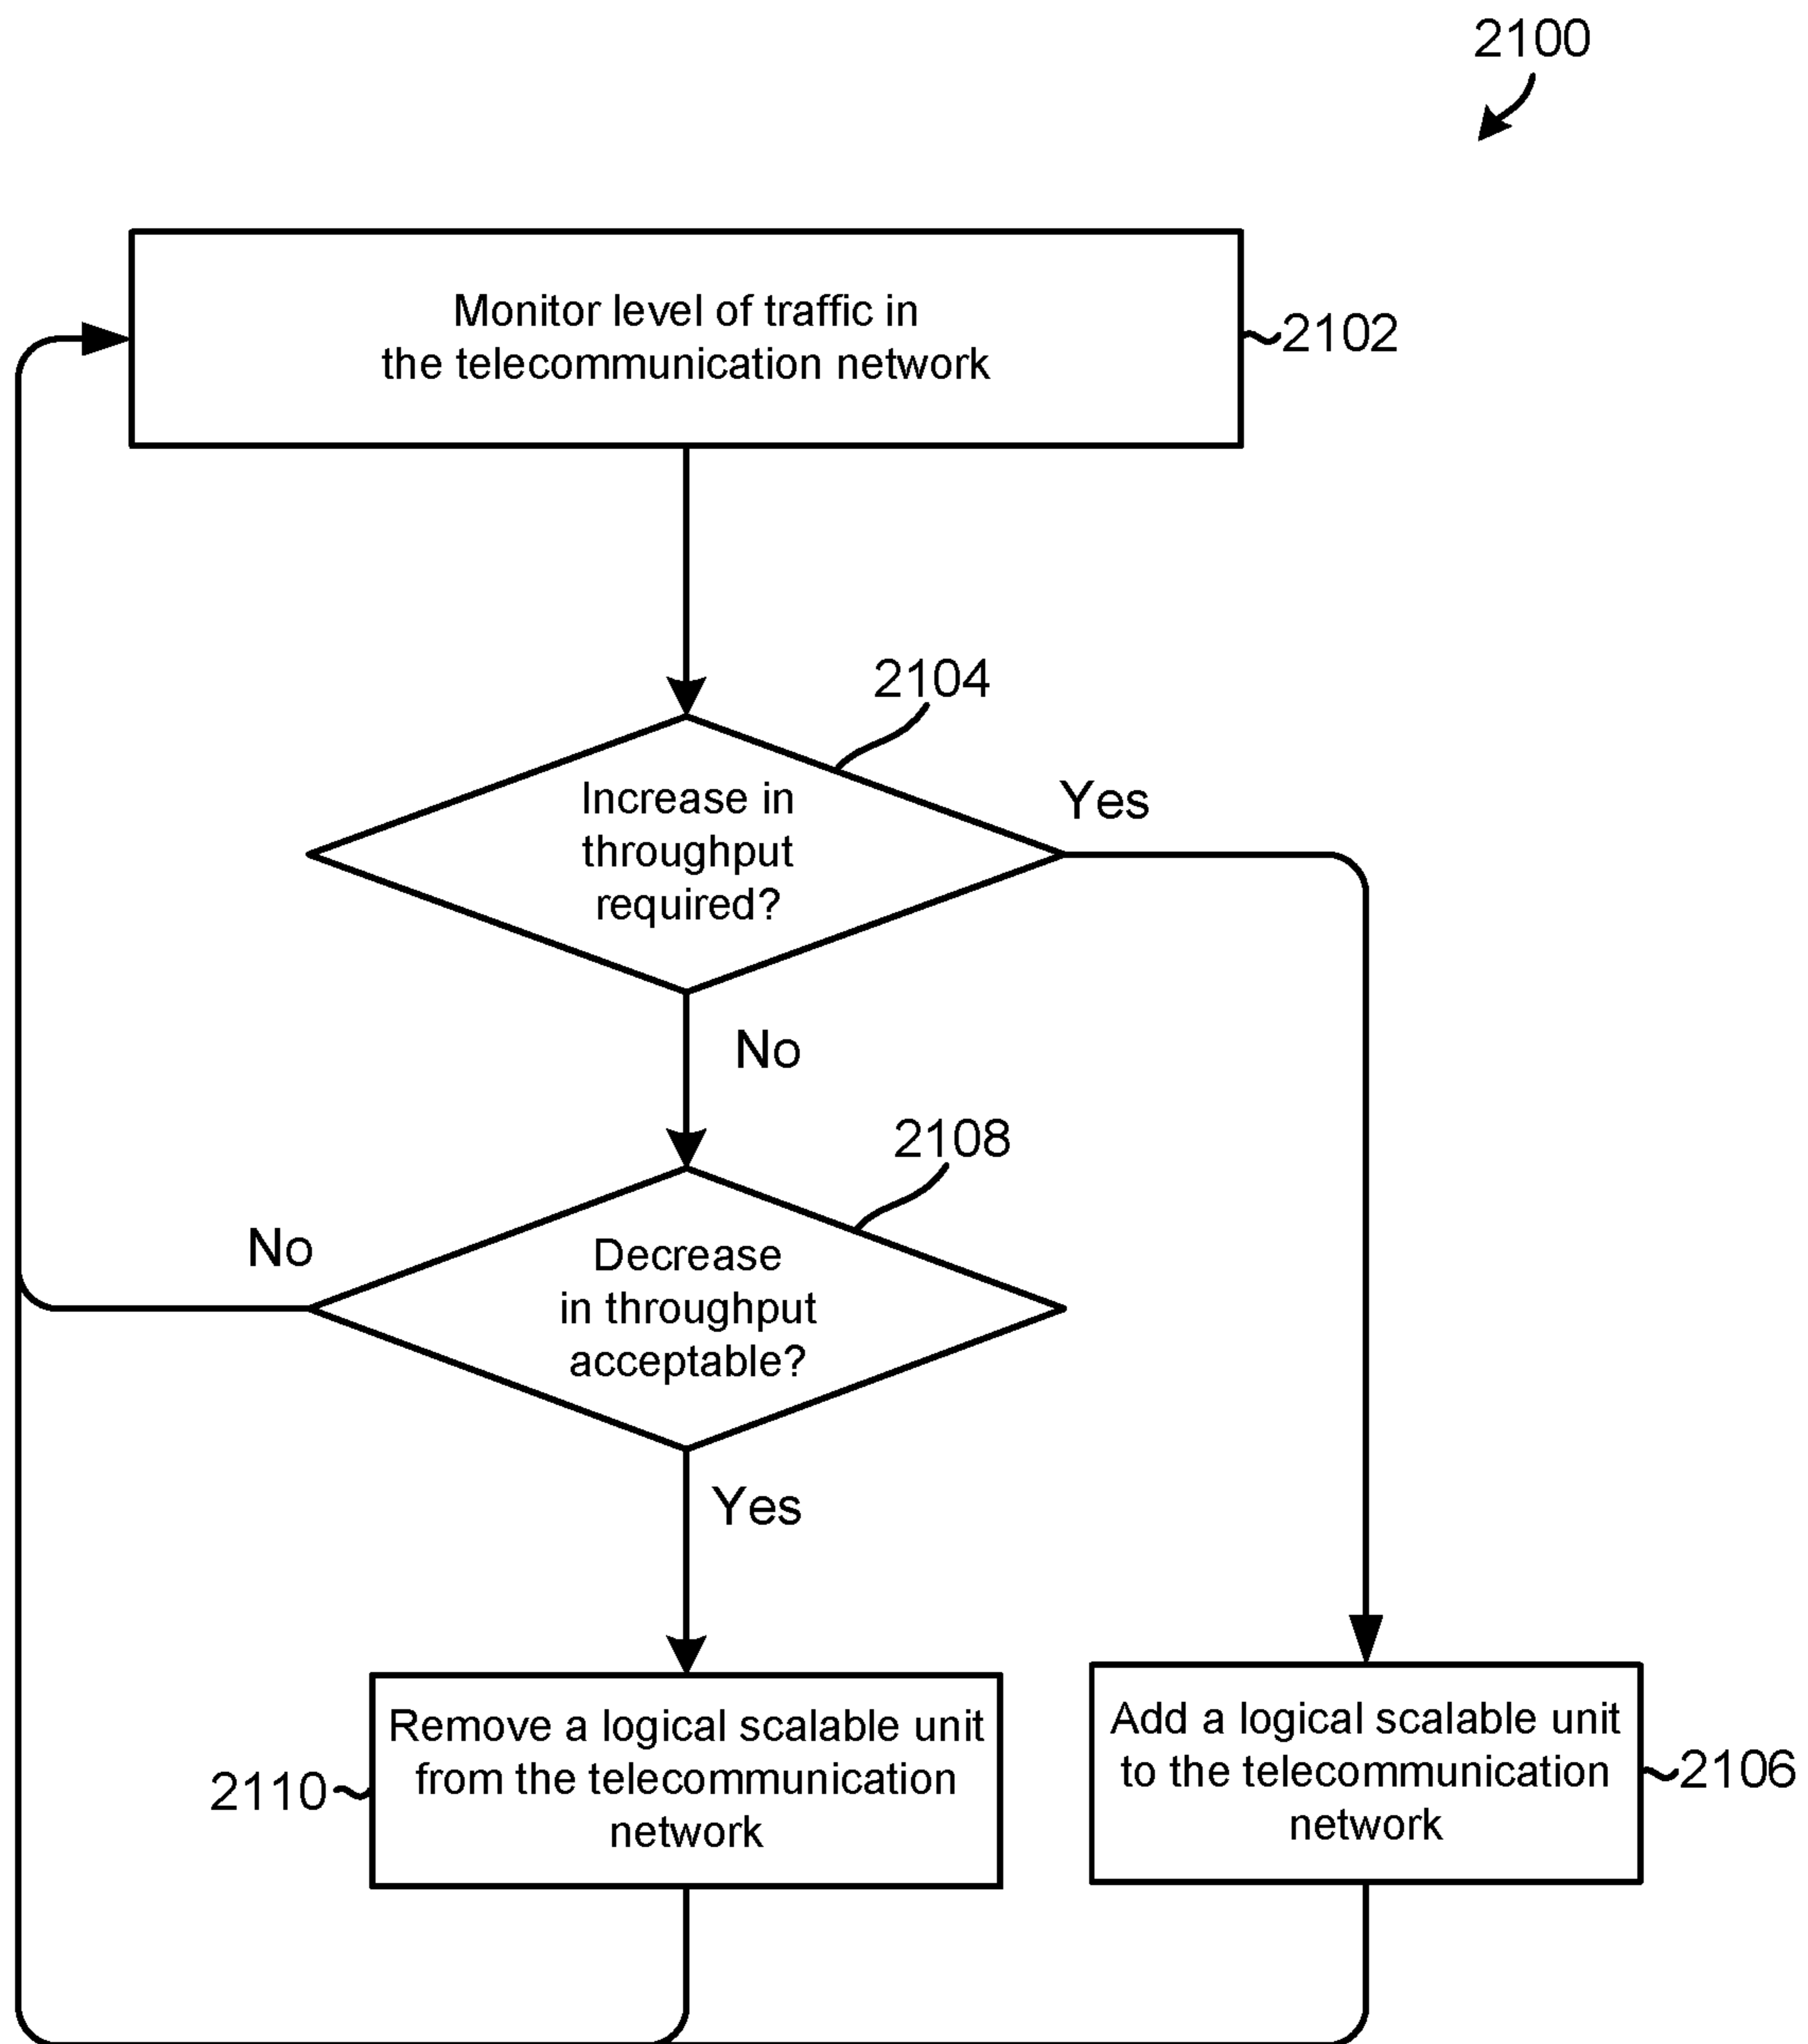 2100
Monitor level of traffic in
the telecommunication network
2102
2104
Increase in
throughput
required?
Yes
No
2108
Decrease
in throughput
acceptable?
No
Yes
Remove a logical scalable unit
from the telecommunication
network
2110
Add a logical scalable unit
to the telecommunication
network
2106